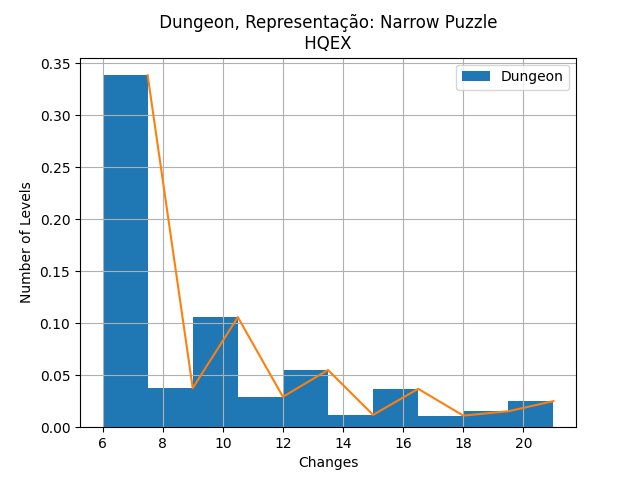 Dungeon, Representação: Narrow Puzzle
HQEX
Dungeon
Number of Levels
0.35
0.30
0.25
0.20
0.15
0.10
0.05
0.00
6 8 10 12 14 16 18 20
Changes